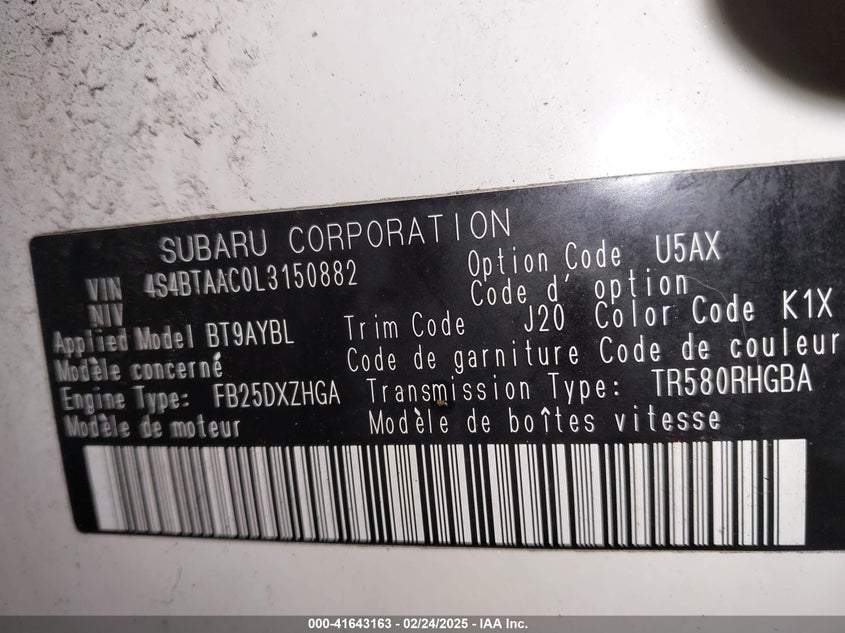 SUBARU CORPORATION
VIN 4S4BTAAC0L3150882 Option Code U5AX
NIV Code d' option
Applied Model BT9AYBL Trim Code J20 Color Code K1X
Modèle concerné Code de garniture Code de couleur
Engine Type: FB25DXZHGA Transmission Type: TR580RHGBA
Modèle de moteur Modèle de boîtes vitesse
000-41643163 - 02/24/2025 - IAA Inc.